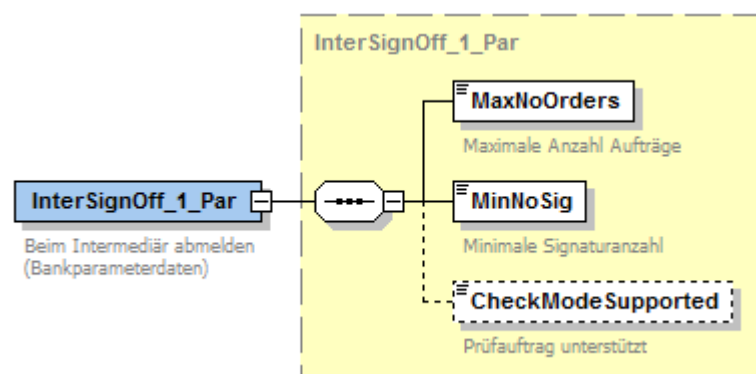 InterSignOff_1_Par
MaxNoOrders
Maximale Anzahl Aufträge
InterSignOff_1_Par
Beim Intermediär abmelden
(Bankparameterdaten)
MinNoSig
Minimale Signaturanzahl
CheckModeSupported
Prüfauftrag unterstützt